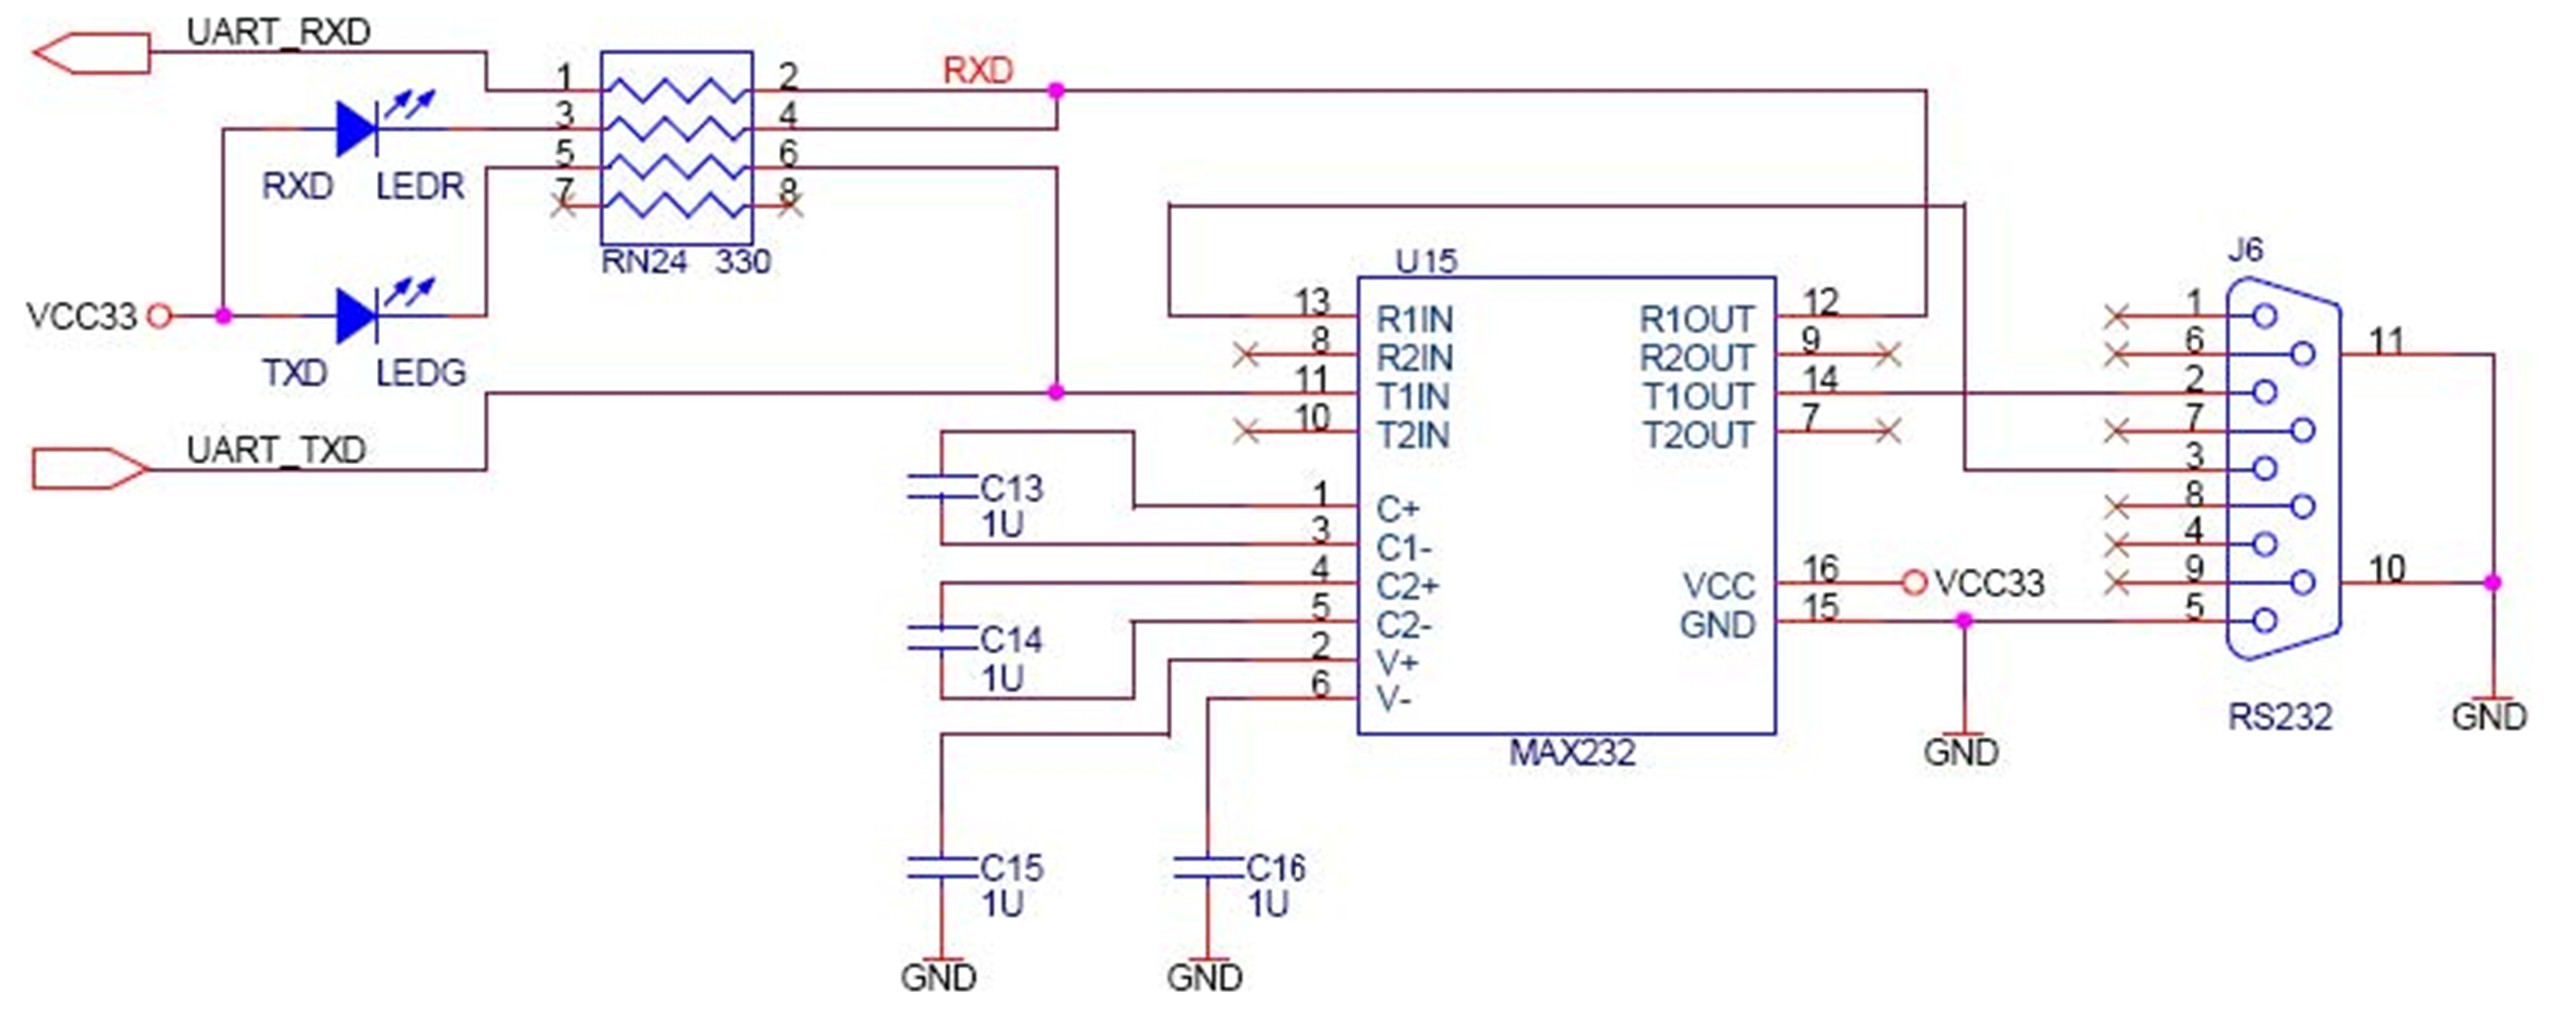 UART_RXD
1
2
RXD
3
4
5
6
7
8
RXD LEDR
RN24 330
VCC33
TXD LEDG
UART_TXD
U15
13 R1IN
8 R2IN
11 T1IN
10 T2IN
1 C+
3 C1-
4 C2+
5 C2-
2 V+
6 V-
R1OUT 12
R2OUT 9
T1OUT 14
T2OUT 7
VCC 16 VCC33
GND 15
MAX232
GND
C13
1U
C14
1U
C15
1U
GND
C16
1U
GND
J6
1
6
2
7
3
8
4
9
5
11
10
RS232
GND